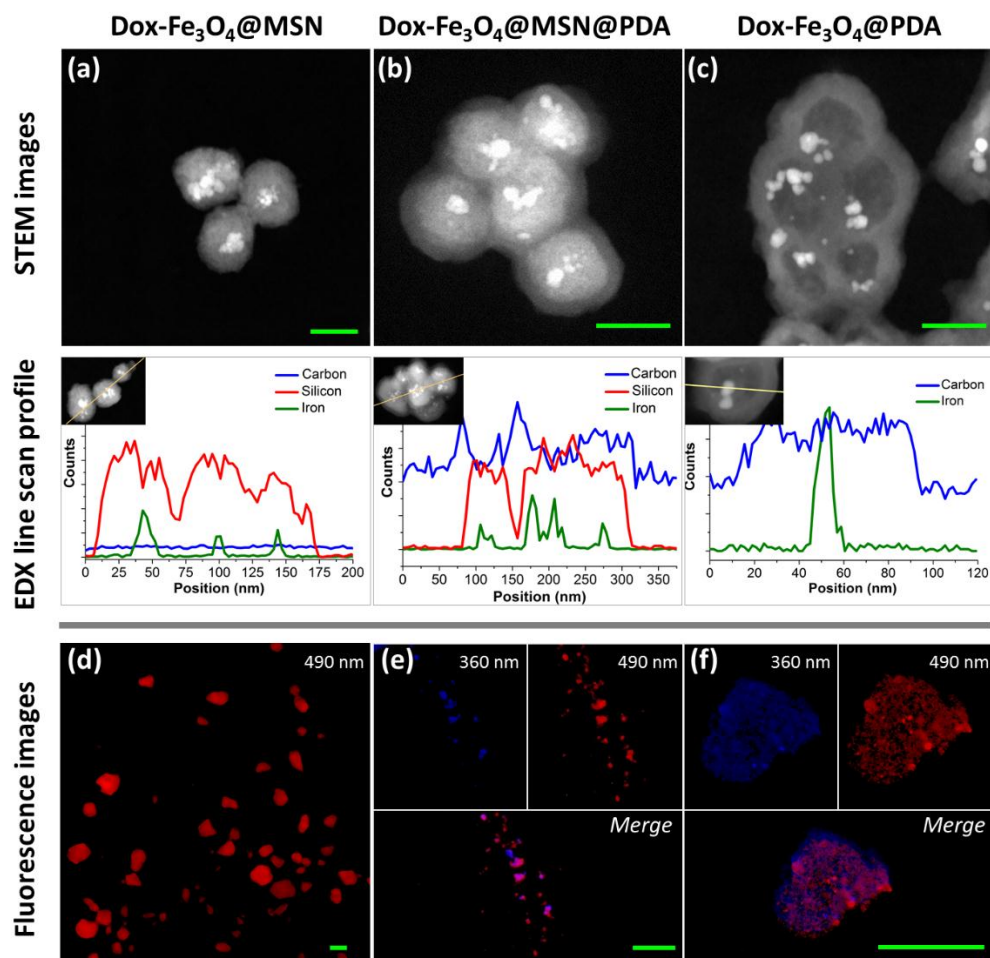 Dox-Fe₃O₄@MSN Dox-Fe₃O₄@MSN@PDA Dox-Fe₃O₄@PDA
STEM images
(a) (b) (c)
EDX line scan profile
Carbon
Silicon
Iron
Counts
0 25 50 75 100 125 150 175 200
Position (nm)
Carbon
Silicon
Iron
Counts
0 50 100 150 200 250 300 350
Position (nm)
Carbon
Iron
Counts
0 20 40 60 80 100 120
Position (nm)
Fluorescence images
(d) 490 nm
(e) 360 nm 490 nm
Merge
(f) 360 nm 490 nm
Merge